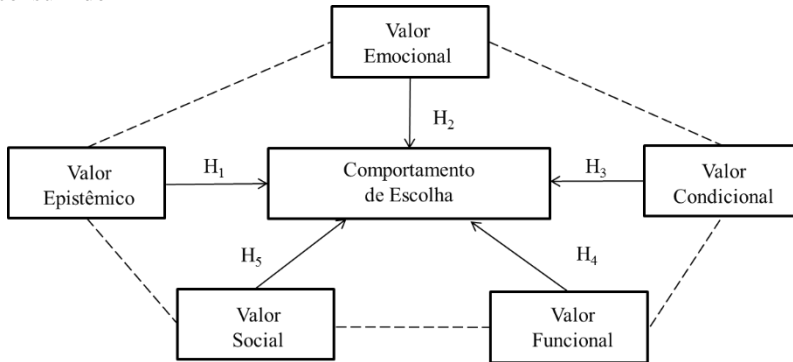 Valor
Emocional
H2
Valor
Epistêmico
H1
Comportamento
de Escolha
H3
Valor
Condicional
H5
H4
Valor
Social
Valor
Funcional